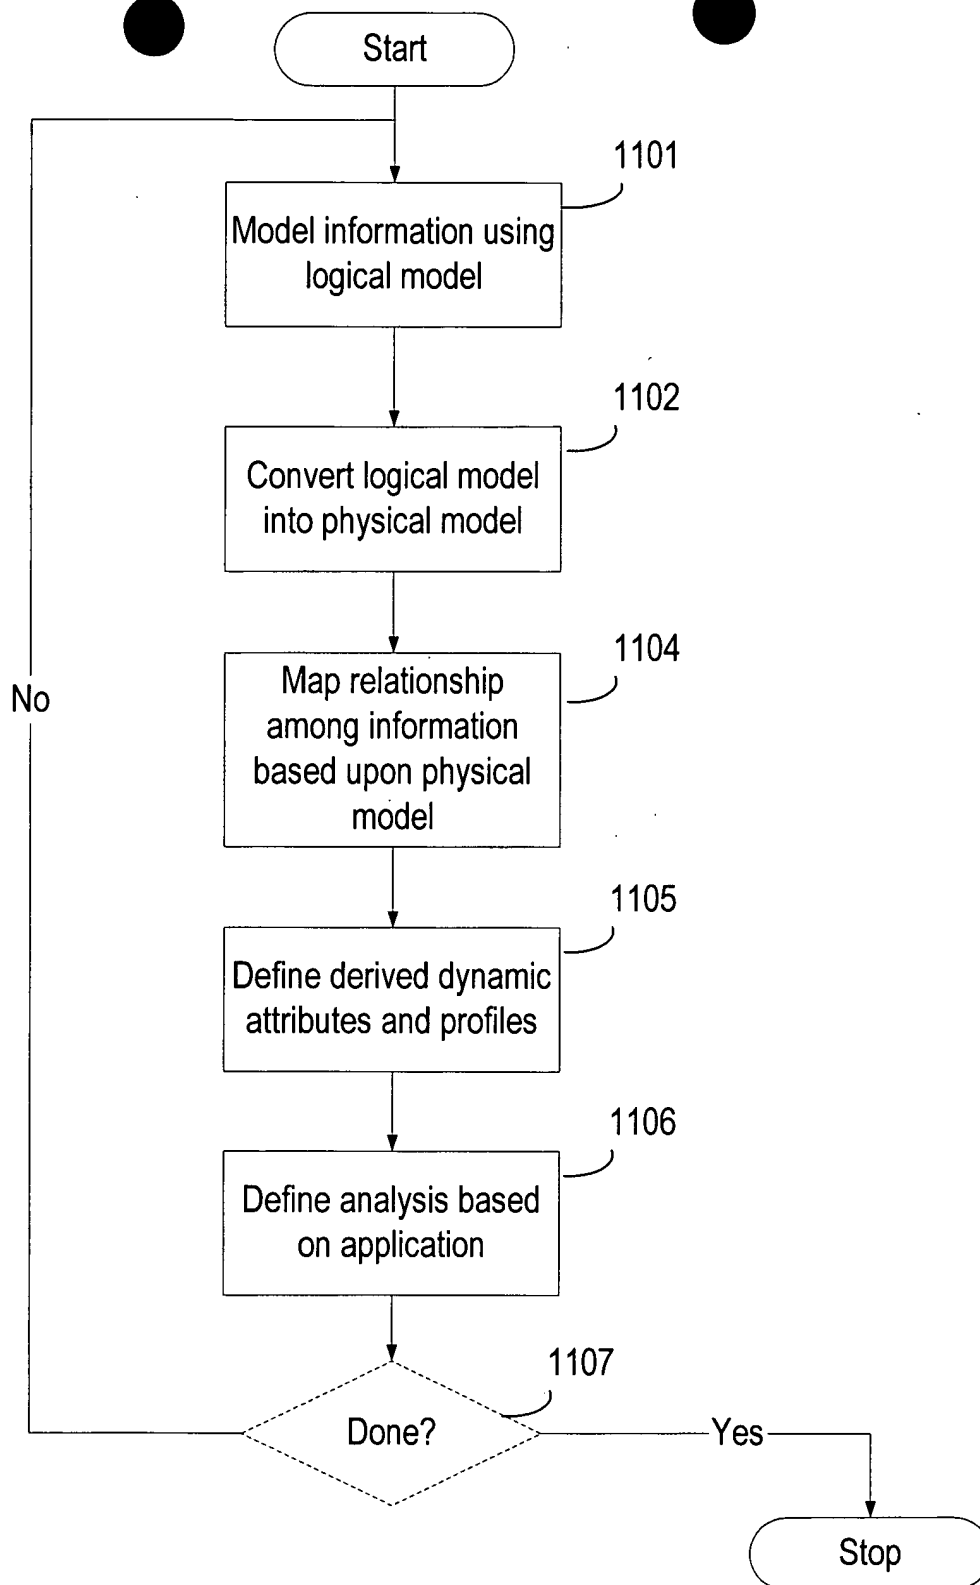 Start
1101
Model information using
logical model
1102
Convert logical model
into physical model
1104
Map relationship
among information
based upon physical
model
No
1105
Define derived dynamic
attributes and profiles
1106
Define analysis based
on application
1107
Done?
Yes
Stop